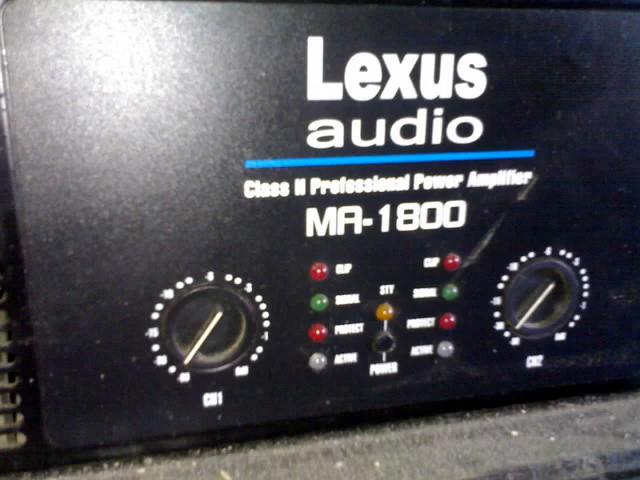 Lexus
audio
Class H Professional Power Amplifier
MA-1800
CLIP CLIP
SIGNAL STY SIGNAL
PROTECT PROTECT
ACTIVE ACTIVE
POWER
CH1 CH2